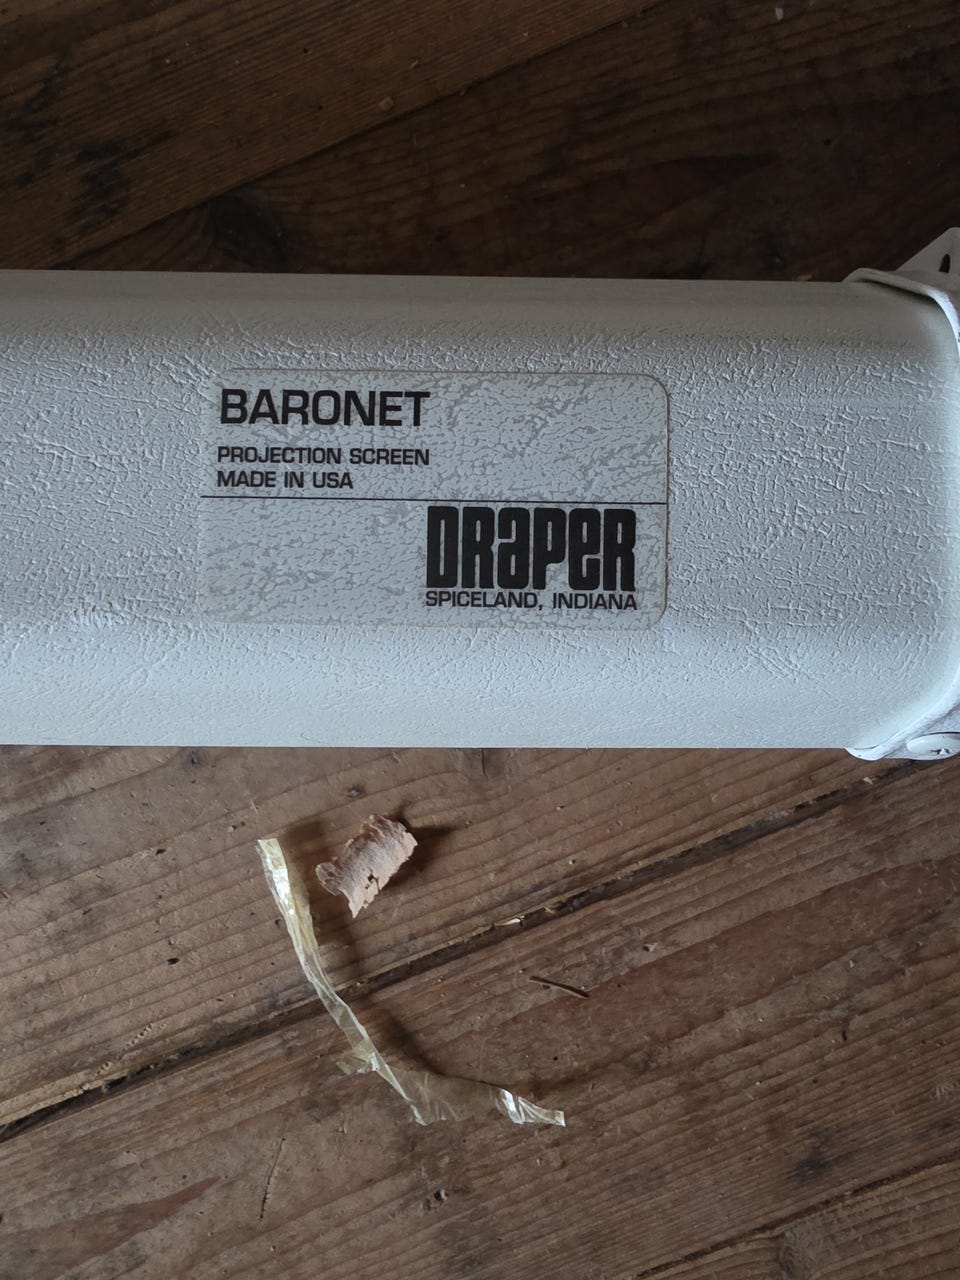 BARONET
PROJECTION SCREEN
MADE IN USA
DRAPER
SPICELAND, INDIANA